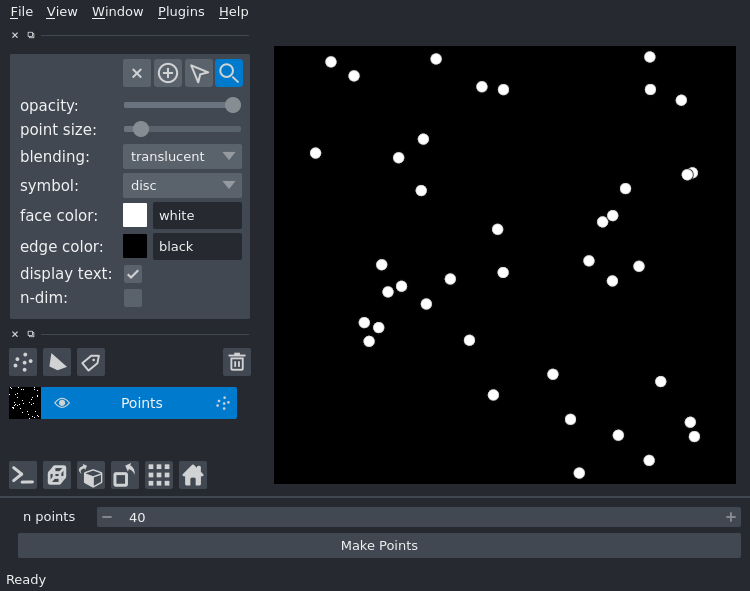 File View Window Plugins Help
opacity:
point size:
blending: translucent
symbol: disc
face color: white
edge color: black
display text:
n-dim:
Points
n points 40
Make Points
Ready